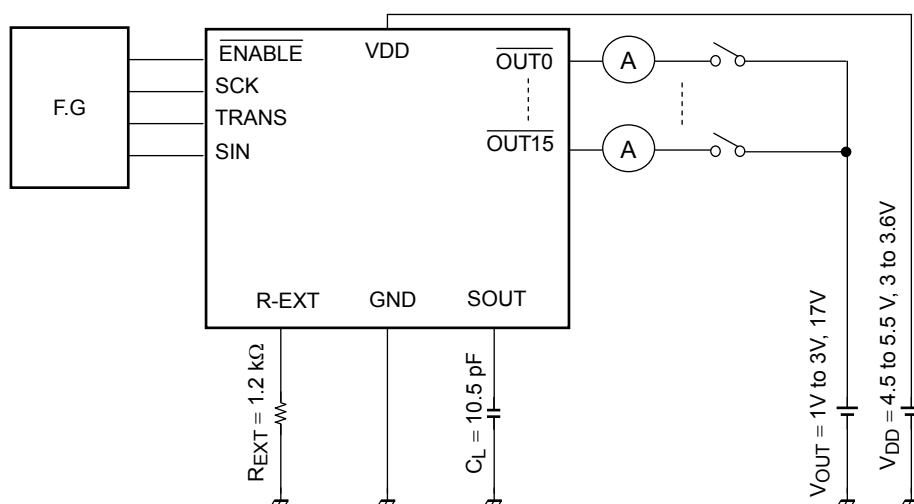 F.G
ENABLE
SCK
TRANS
SIN
VDD
OUT0
OUT15
A
A
R-EXT
GND
SOUT
REXT = 1.2 kΩ
CL = 10.5 pF
VOUT = 1V to 3V, 17V
VDD = 4.5 to 5.5 V, 3 to 3.6V